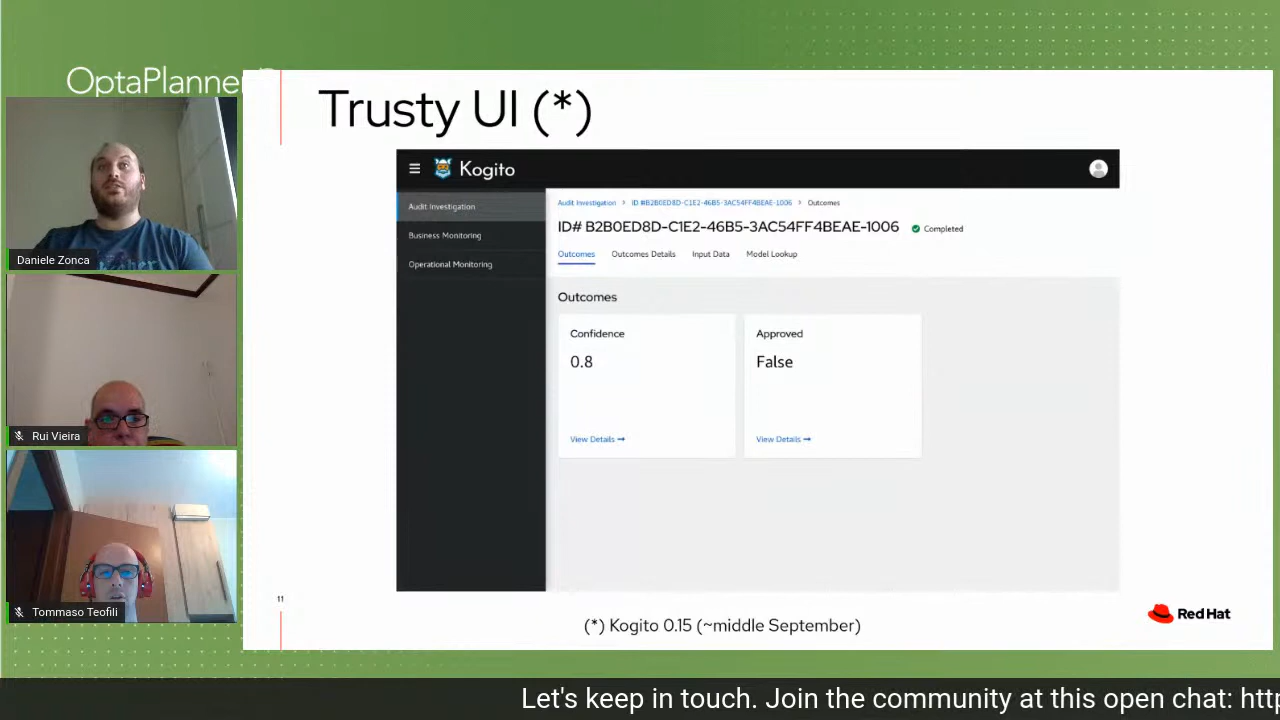 OptaPlanner
Trusty UI (*)
Kogito
Audit Investigation
Business Monitoring
Operational Monitoring
Audit Investigation > ID #B2B0ED8D-C1E2-46B5-3AC54FF4BEAE-1006 > Outcomes
ID# B2B0ED8D-C1E2-46B5-3AC54FF4BEAE-1006 Completed
Outcomes Outcomes Details Input Data Model Lookup
Outcomes
Confidence
0.8
View Details
Approved
False
View Details
Daniele Zonca
Rui Vieira
Tommaso Teofili
11
(*) Kogito 0.15 (~middle September)
Red Hat
Let's keep in touch. Join the community at this open chat: http